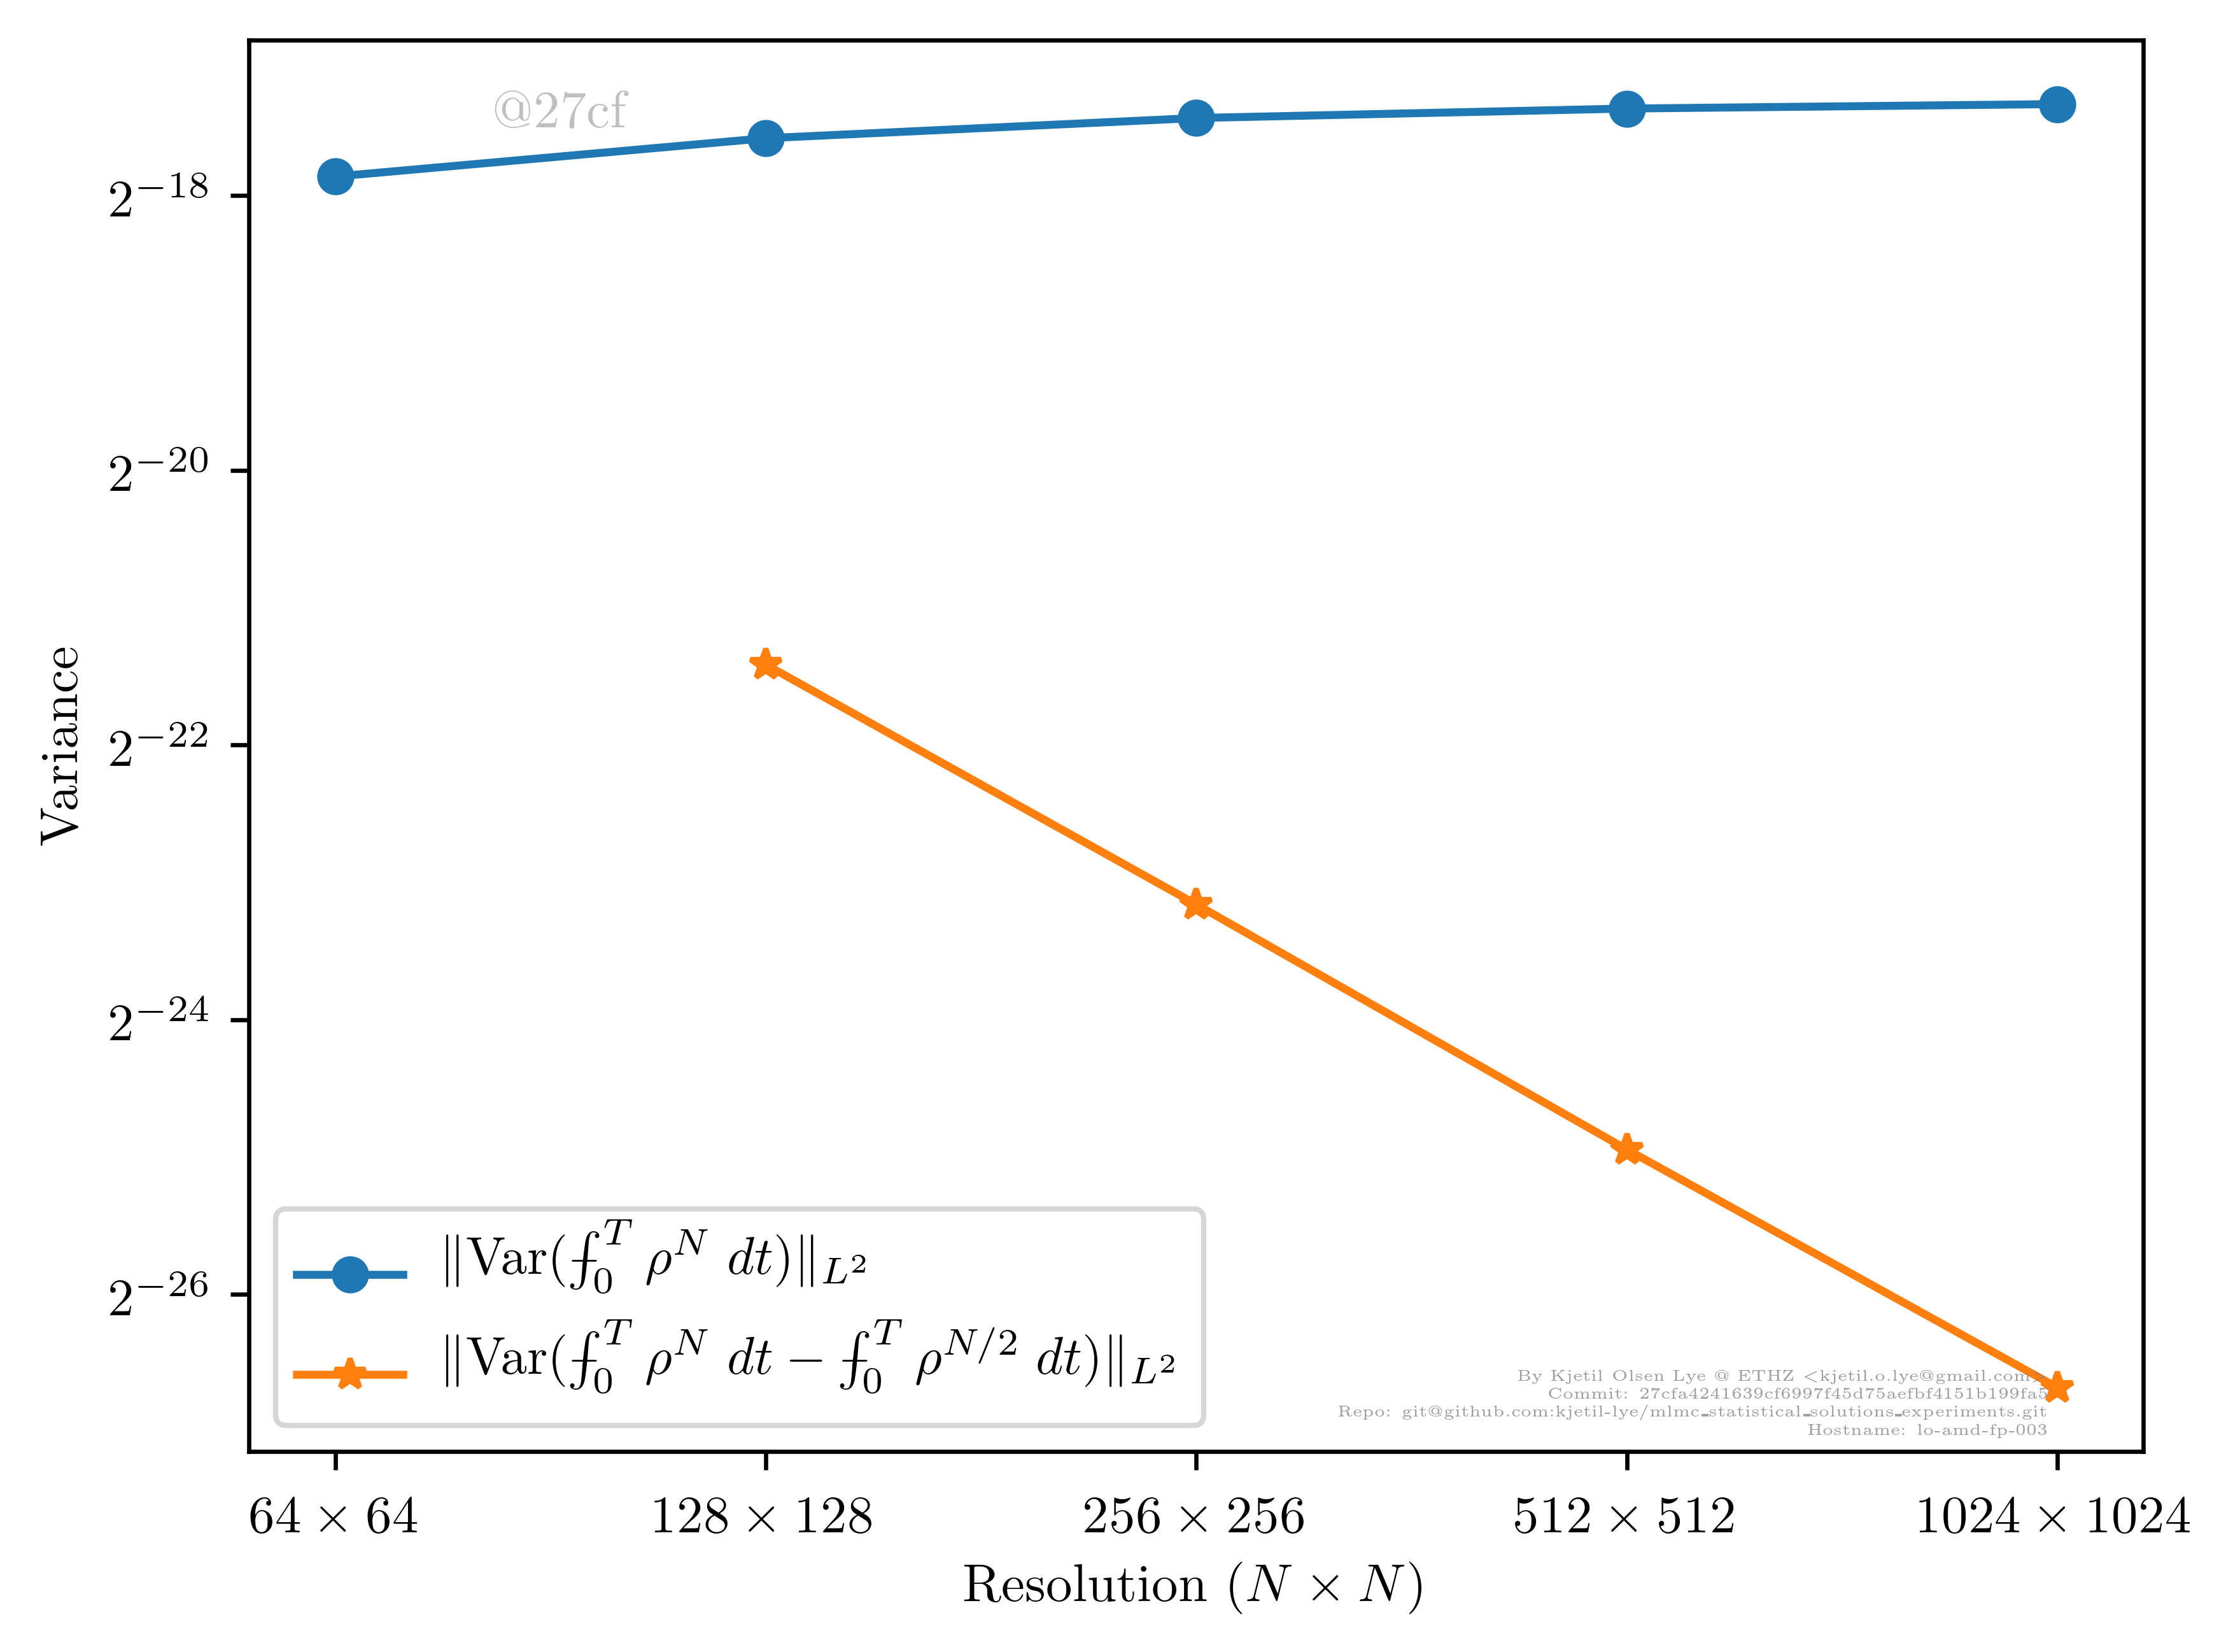 @27cf
2^{-18}
2^{-20}
2^{-22}
2^{-24}
2^{-26}
Variance
∥Var(⨍_0^T ρ^N dt)∥_{L^2}
∥Var(⨍_0^T ρ^N dt − ⨍_0^T ρ^{N/2} dt)∥_{L^2}
By Kjetil Olsen Lye @ ETHZ <kjetil.o.lye@gmail.com>
Commit: 27cfa4241639cf6997f45d75aefbf4151b199fa5
Repo: git@github.com:kjetil-lye/mlmc_statistical_solutions_experiments.git
Hostname: lo-amd-fp-003
64 × 64
128 × 128
256 × 256
512 × 512
1024 × 1024
Resolution (N × N)